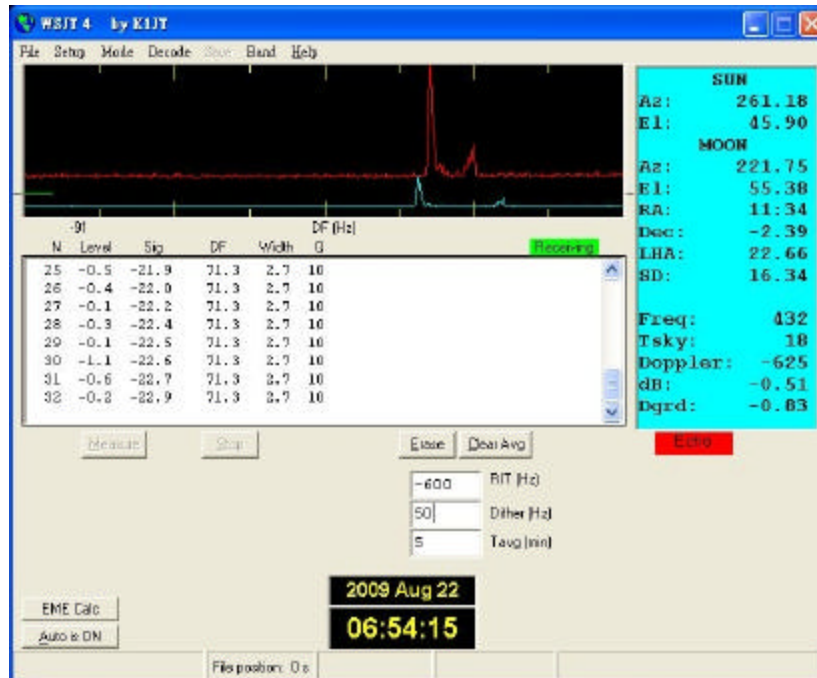 WSJT 4 by K1JT
File Setup Mode Decode Save Band Help
SUN
Az: 261.18
El: 45.90
MOON
Az: 221.75
El: 55.38
RA: 11:34
Dec: -2.39
LHA: 22.66
SD: 16.34
Freq: 432
Tsky: 18
Doppler: -625
dB: -0.51
Dgrd: -0.83
-91 DF (Hz)
N Level Sig DF Width Q Receiving
25 -0.5 -21.9 71.3 2.7 10
26 -0.4 -22.0 71.3 2.7 10
27 -0.1 -22.2 71.3 2.7 10
28 -0.3 -22.4 71.3 2.7 10
29 -0.1 -22.5 71.3 2.7 10
30 -1.1 -22.6 71.3 2.7 10
31 -0.6 -22.7 71.3 2.7 10
32 -0.2 -22.9 71.3 2.7 10
Measure Stop Erase Clear Avg Echo
-600 RIT (Hz)
50 Dither (Hz)
5 Tavg (min)
2009 Aug 22
06:54:15
EME Calc
Auto is ON
File position: 0 s